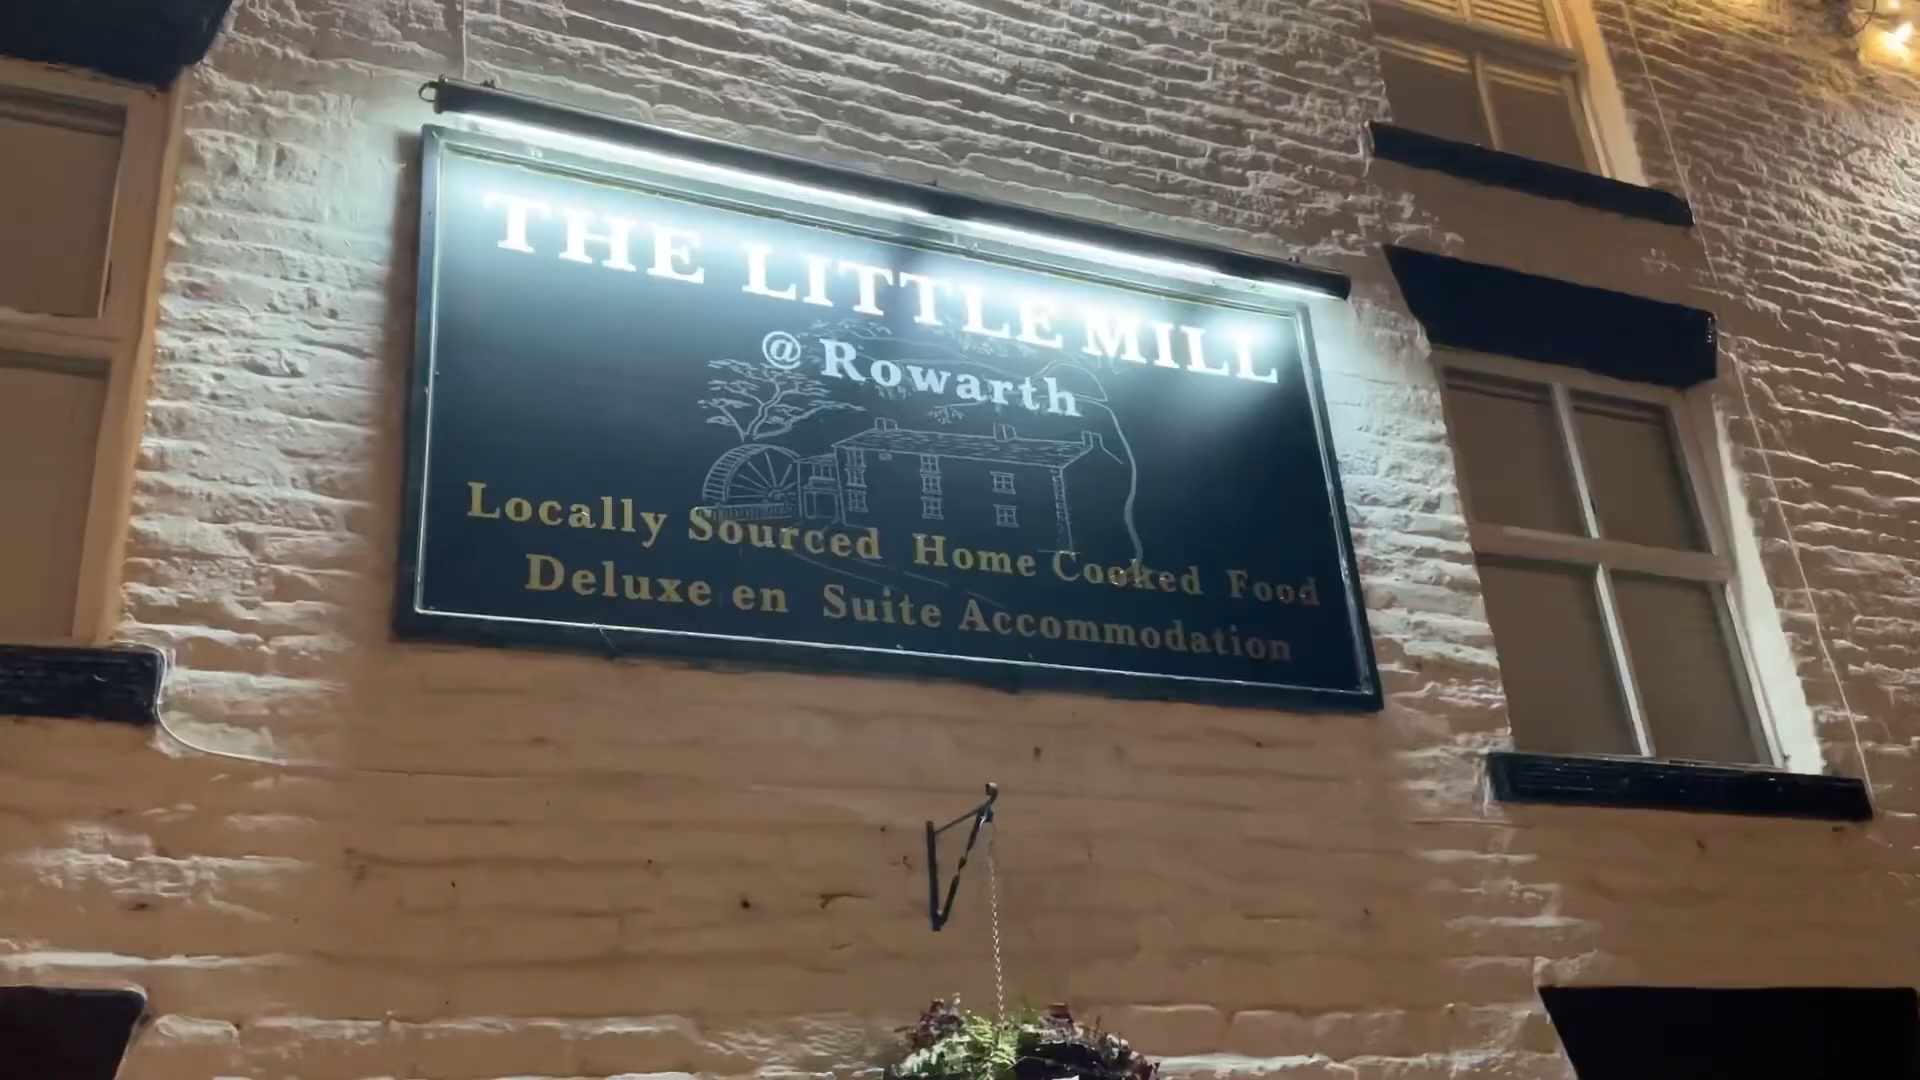 THE LITTLE MILL
@ Rowarth
Locally Sourced Home Cooked Food
Deluxe en Suite Accommodation